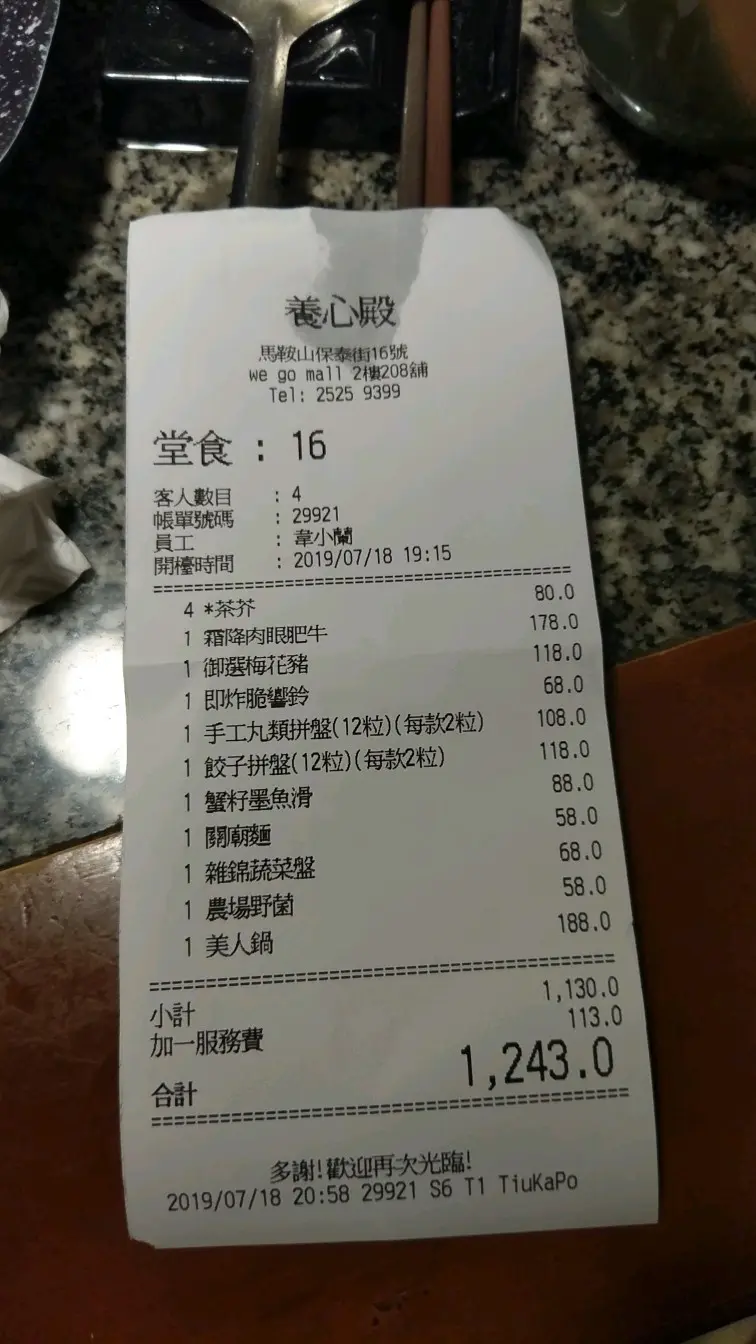 養心殿
馬鞍山保泰街16號
we go mall 2樓208舖
Tel: 2525 9399
堂食 : 16
客人數目 : 4
帳單號碼 : 29921
員工 : 韋小蘭
開檯時間 : 2019/07/18 19:15
4 *茶芥 80.0
1 霜降肉眼肥牛 178.0
1 御選梅花豬 118.0
1 即炸脆響鈴 68.0
1 手工丸類拼盤(12粒)(每款2粒) 108.0
1 餃子拼盤(12粒)(每款2粒) 118.0
1 蟹籽墨魚滑 88.0
1 關廟麵 58.0
1 雜錦蔬菜盤 68.0
1 農場野菌 58.0
1 美人鍋 188.0
小計 1,130.0
加一服務費 113.0
合計 1,243.0
多謝!歡迎再次光臨!
2019/07/18 20:58 29921 S6 T1 TiuKaPo